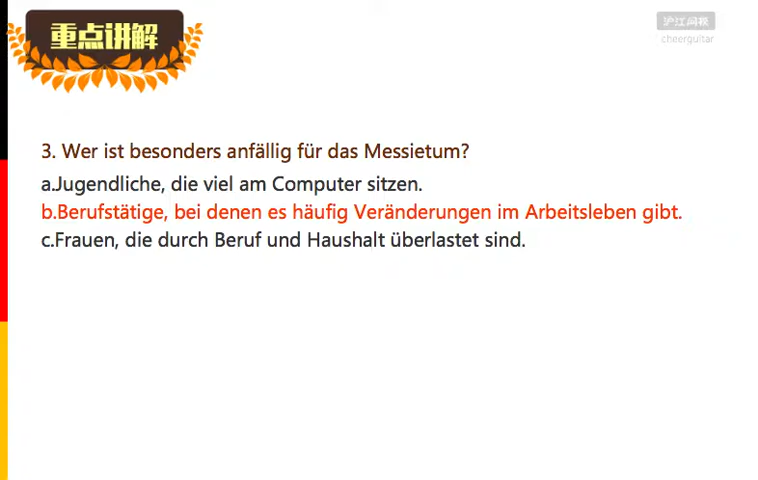 重点讲解
沪江网校
cheerguitar
3. Wer ist besonders anfällig für das Messietum?
a.Jugendliche, die viel am Computer sitzen.
b.Berufstätige, bei denen es häufig Veränderungen im Arbeitsleben gibt.
c.Frauen, die durch Beruf und Haushalt überlastet sind.